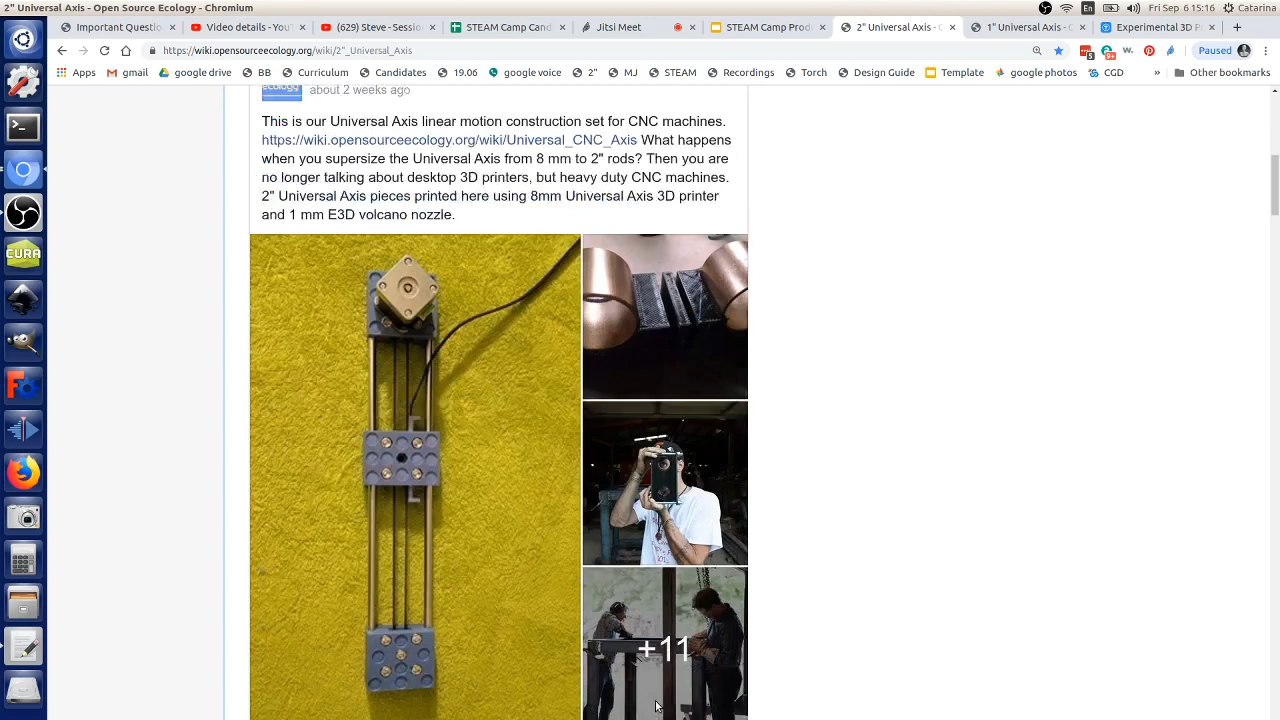 2" Universal Axis - Open Source Ecology - Chromium
En
Fri Sep 6 15:16
Catarina
Important Questio
Video details - You
(629) Steve - Sessi
STEAM Camp Cand
Jitsi Meet
STEAM Camp Prod
2" Universal Axis - O
1" Universal Axis - O
Experimental 3D P
https://wiki.opensourceecology.org/wiki/2"_Universal_Axis
Paused
Apps
gmail
google drive
BB
Curriculum
Candidates
19.06
google voice
2"
MJ
STEAM
Recordings
Torch
Design Guide
Template
google photos
CGD
»
Other bookmarks
about 2 weeks ago
This is our Universal Axis linear motion construction set for CNC machines.
https://wiki.opensourceecology.org/wiki/Universal_CNC_Axis What happens
when you supersize the Universal Axis from 8 mm to 2" rods? Then you are
no longer talking about desktop 3D printers, but heavy duty CNC machines.
2" Universal Axis pieces printed here using 8mm Universal Axis 3D printer
and 1 mm E3D volcano nozzle.
+11
CURA